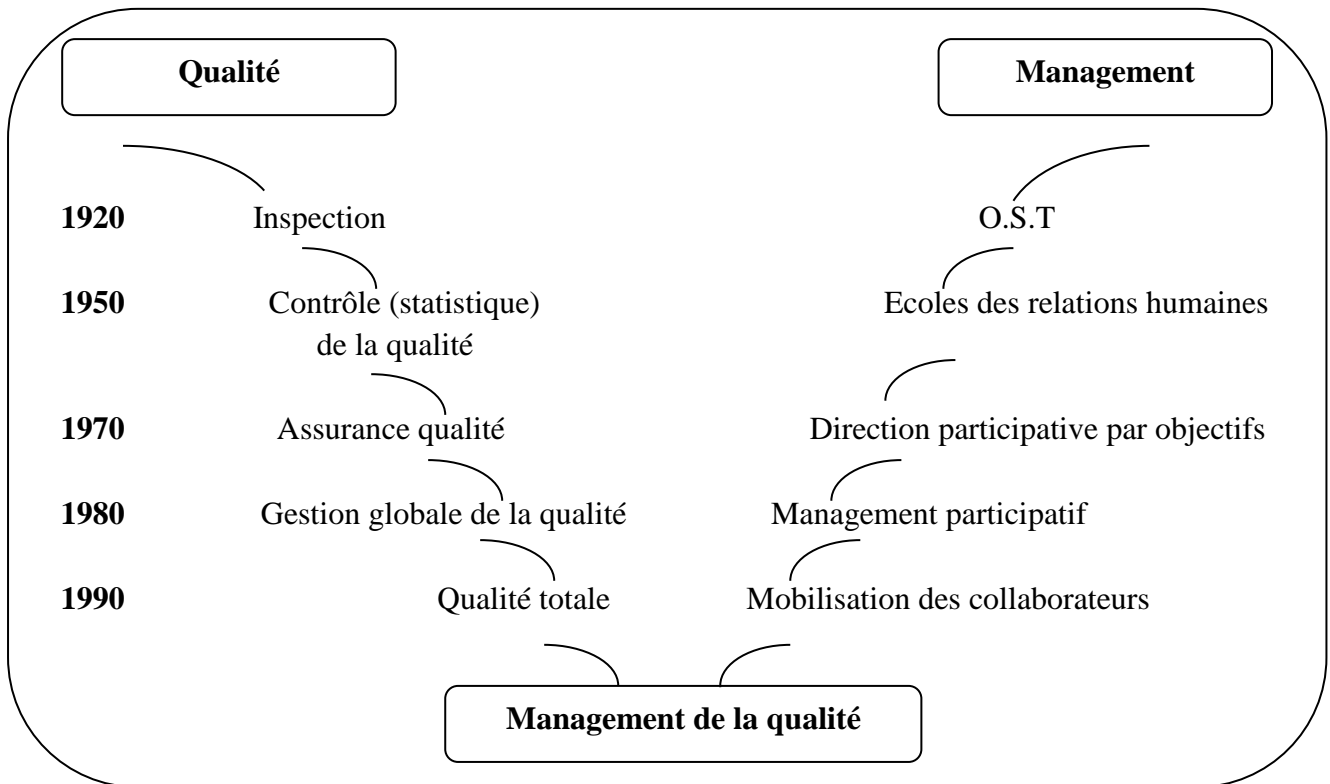 Qualité Management
1920 Inspection O.S.T
1950 Contrôle (statistique) Ecoles des relations humaines
de la qualité
1970 Assurance qualité Direction participative par objectifs
1980 Gestion globale de la qualité Management participatif
1990 Qualité totale Mobilisation des collaborateurs
Management de la qualité